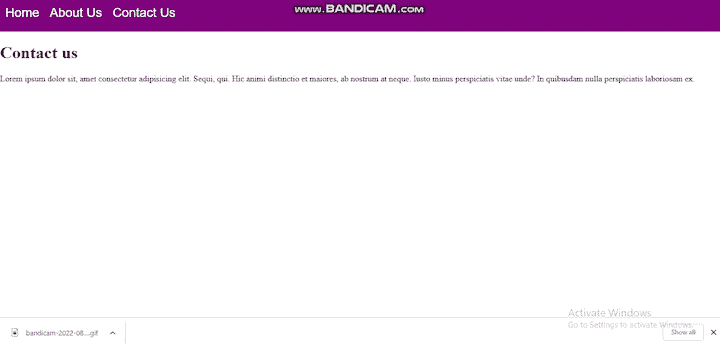 Home About Us Contact Us
www.BANDICAM.com
Contact us
Lorem ipsum dolor sit, amet consectetur adipisicing elit. Sequi, qui. Hic animi distinctio et maiores, ab nostrum at neque. Iusto minus perspiciatis vitae unde? In quibusdam nulla perspiciatis laboriosam ex.
Activate Windows
Go to Settings to activate Windows.
bandicam-2022-08....gif
Show all